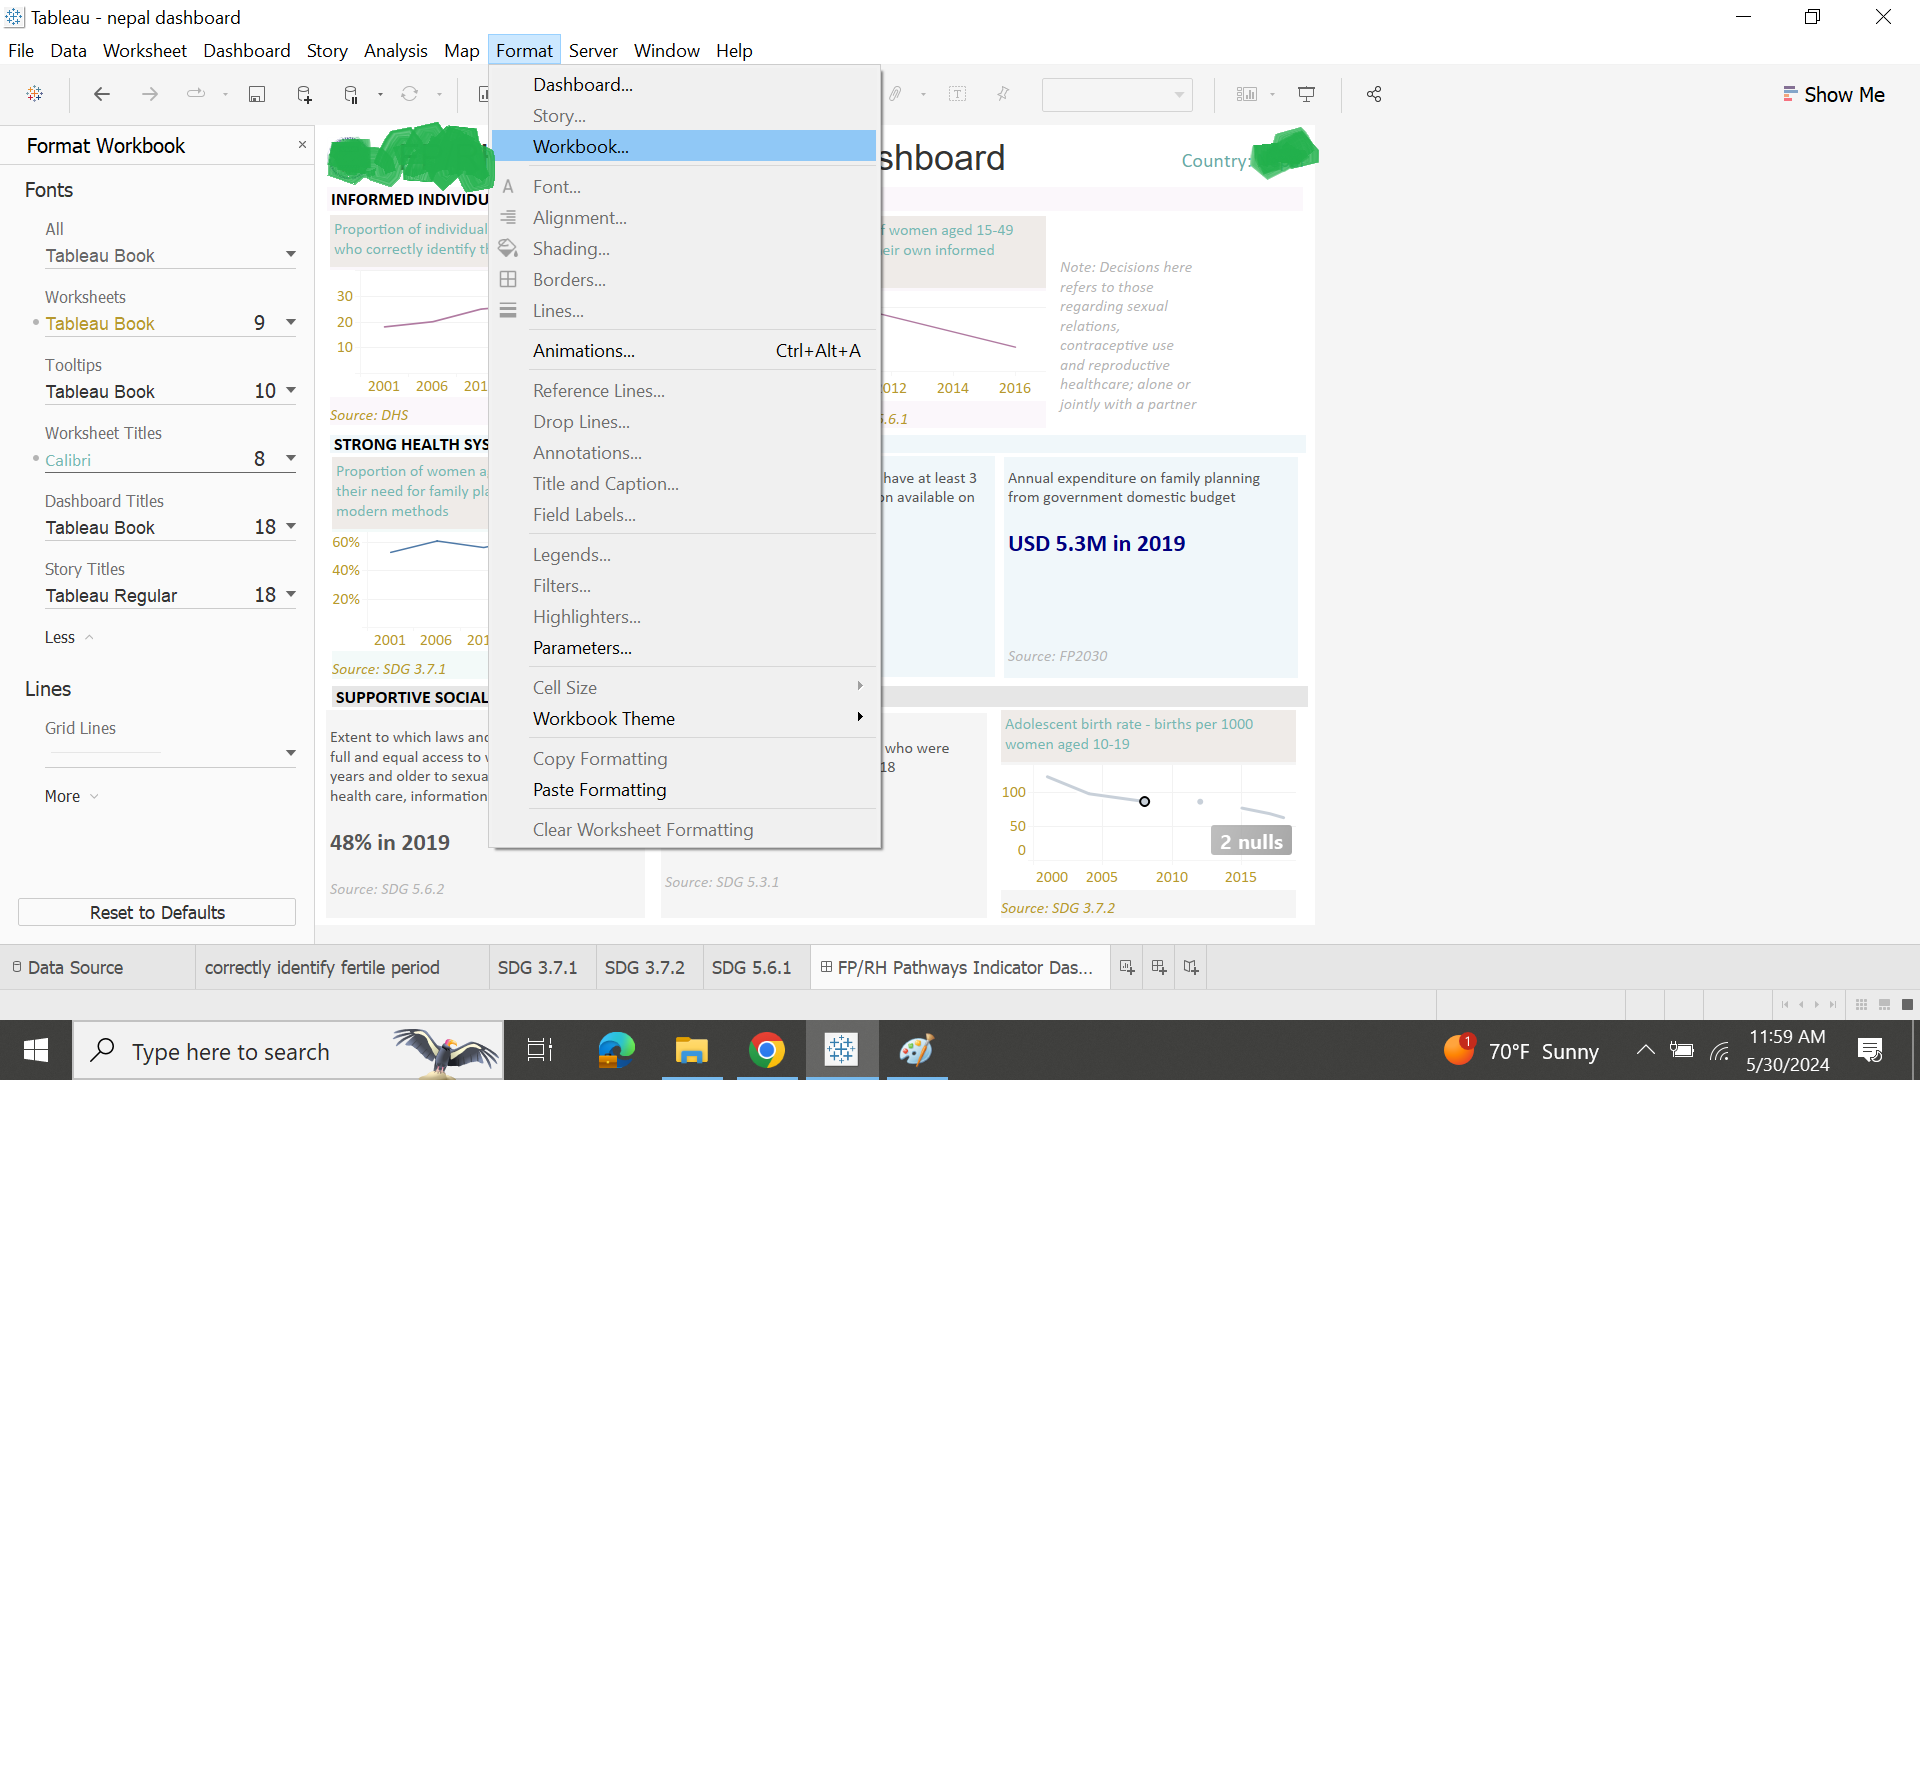 Tableau - nepal dashboard
File Data Worksheet Dashboard Story Analysis Map Format Server Window Help
Show Me
Format Workbook
Fonts
All
Tableau Book
Worksheets
Tableau Book 9
Tooltips
Tableau Book 10
Worksheet Titles
Calibri 8
Dashboard Titles
Tableau Book 18
Story Titles
Tableau Regular 18
Less
Lines
Grid Lines
More
Reset to Defaults
Dashboard...
Story...
Workbook...
Font...
Alignment...
Shading...
Borders...
Lines...
Animations... Ctrl+Alt+A
Reference Lines...
Drop Lines...
Annotations...
Title and Caption...
Field Labels...
Legends...
Filters...
Highlighters...
Parameters...
Cell Size
Workbook Theme
Copy Formatting
Paste Formatting
Clear Worksheet Formatting
shboard
Country:
INFORMED INDIVIDU
Proportion of individual
who correctly identify th
30
20
10
2001 2006 201
Source: DHS
f women aged 15-49
eir own informed
012 2014 2016
5.6.1
Note: Decisions here
refers to those
regarding sexual
relations,
contraceptive use
and reproductive
healthcare; alone or
jointly with a partner
STRONG HEALTH SYS
Proportion of women a
their need for family pla
modern methods
60%
40%
20%
2001 2006 201
Source: SDG 3.7.1
have at least 3
on available on
Annual expenditure on family planning
from government domestic budget
USD 5.3M in 2019
Source: FP2030
SUPPORTIVE SOCIAL
Extent to which laws and
full and equal access to
years and older to sexua
health care, information
48% in 2019
Source: SDG 5.6.2
who were
18
Source: SDG 5.3.1
Adolescent birth rate - births per 1000
women aged 10-19
100
50
0
2 nulls
2000 2005 2010 2015
Source: SDG 3.7.2
Data Source correctly identify fertile period SDG 3.7.1 SDG 3.7.2 SDG 5.6.1 FP/RH Pathways Indicator Das...
Type here to search
1
70°F Sunny
11:59 AM
5/30/2024